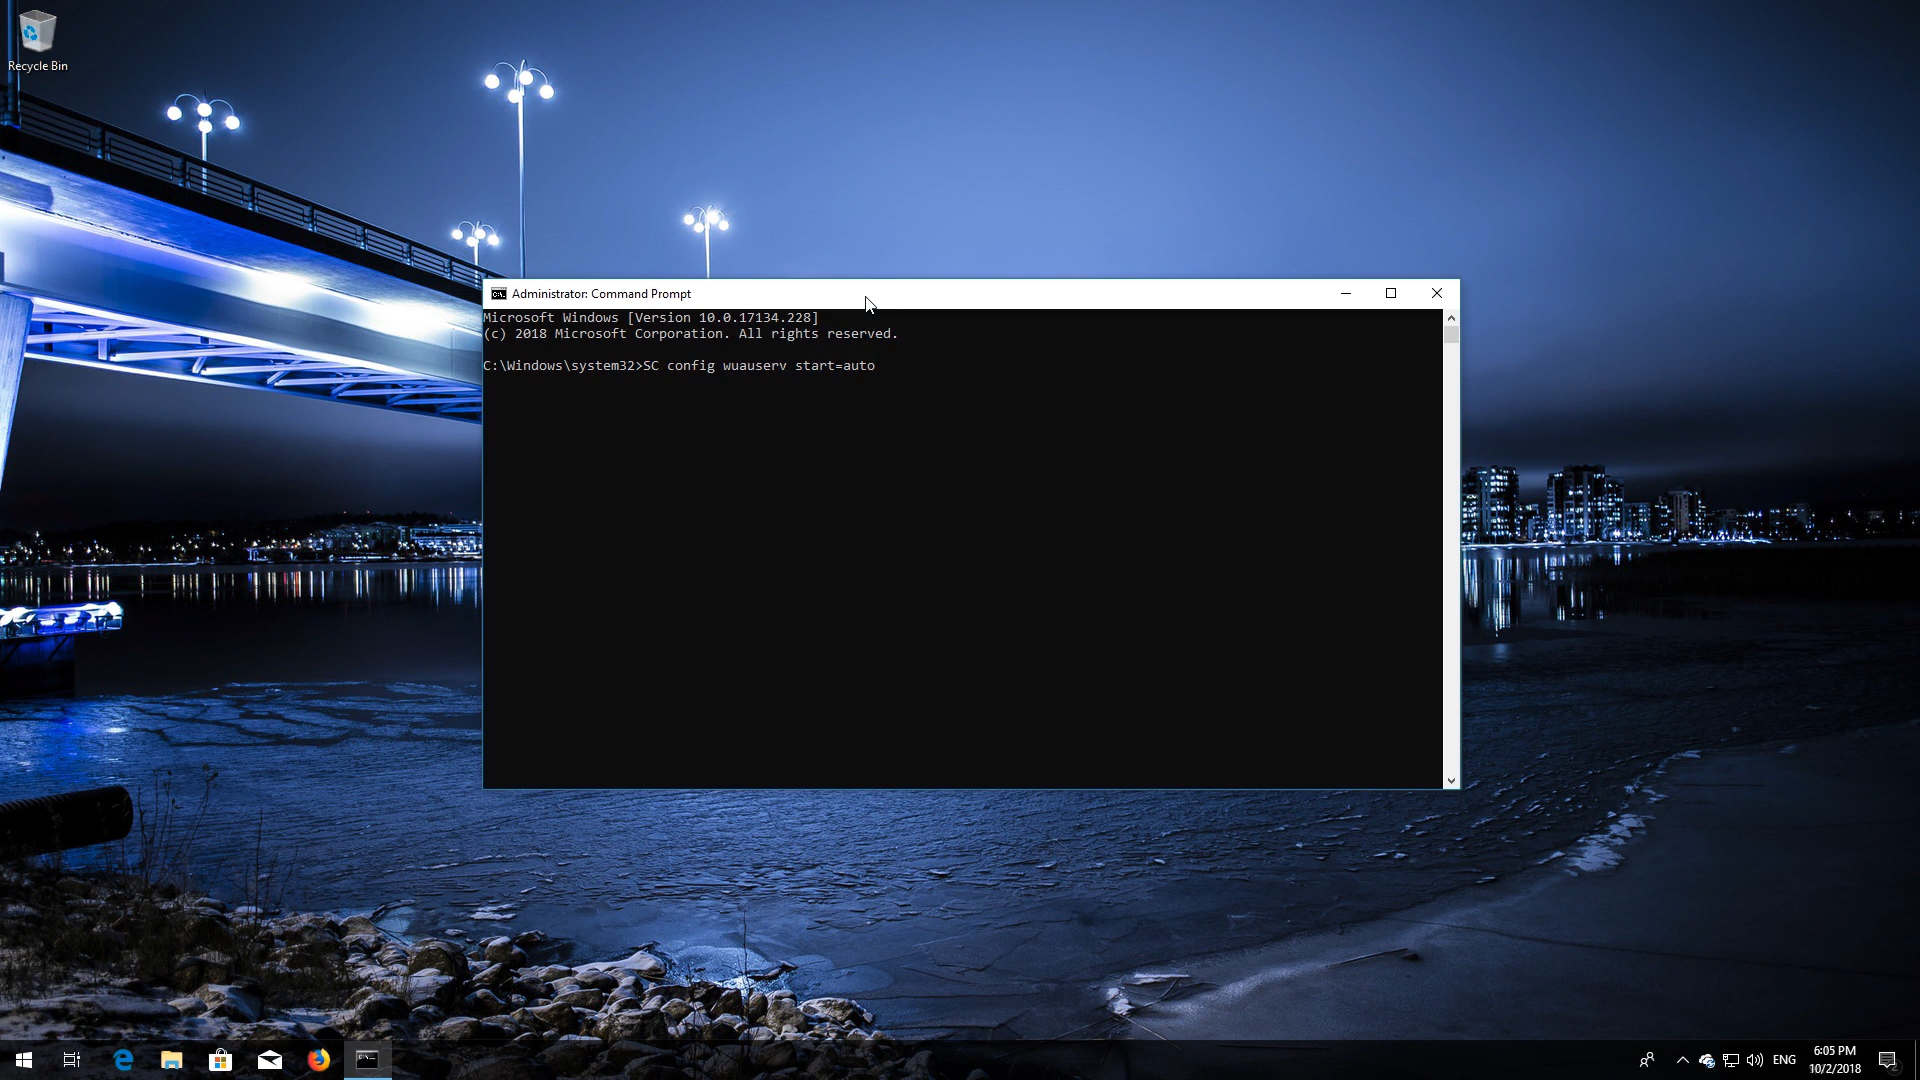 Recycle Bin
Administrator: Command Prompt
Microsoft Windows [Version 10.0.17134.228]
(c) 2018 Microsoft Corporation. All rights reserved.
C:\Windows\system32>SC config wuauserv start=auto
ENG
6:05 PM
10/2/2018